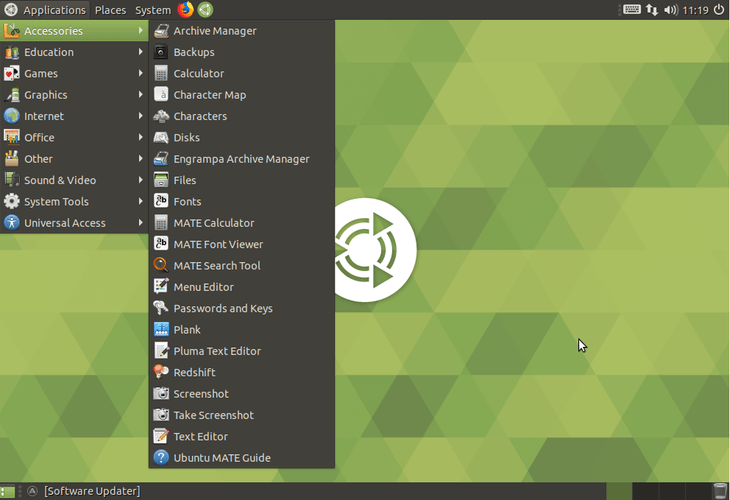 Applications Places System 11:19
Accessories
Education
Games
Graphics
Internet
Office
Other
Sound & Video
System Tools
Universal Access
Archive Manager
Backups
Calculator
Character Map
Characters
Disks
Engrampa Archive Manager
Files
Fonts
MATE Calculator
MATE Font Viewer
MATE Search Tool
Menu Editor
Passwords and Keys
Plank
Pluma Text Editor
Redshift
Screenshot
Take Screenshot
Text Editor
Ubuntu MATE Guide
[Software Updater]